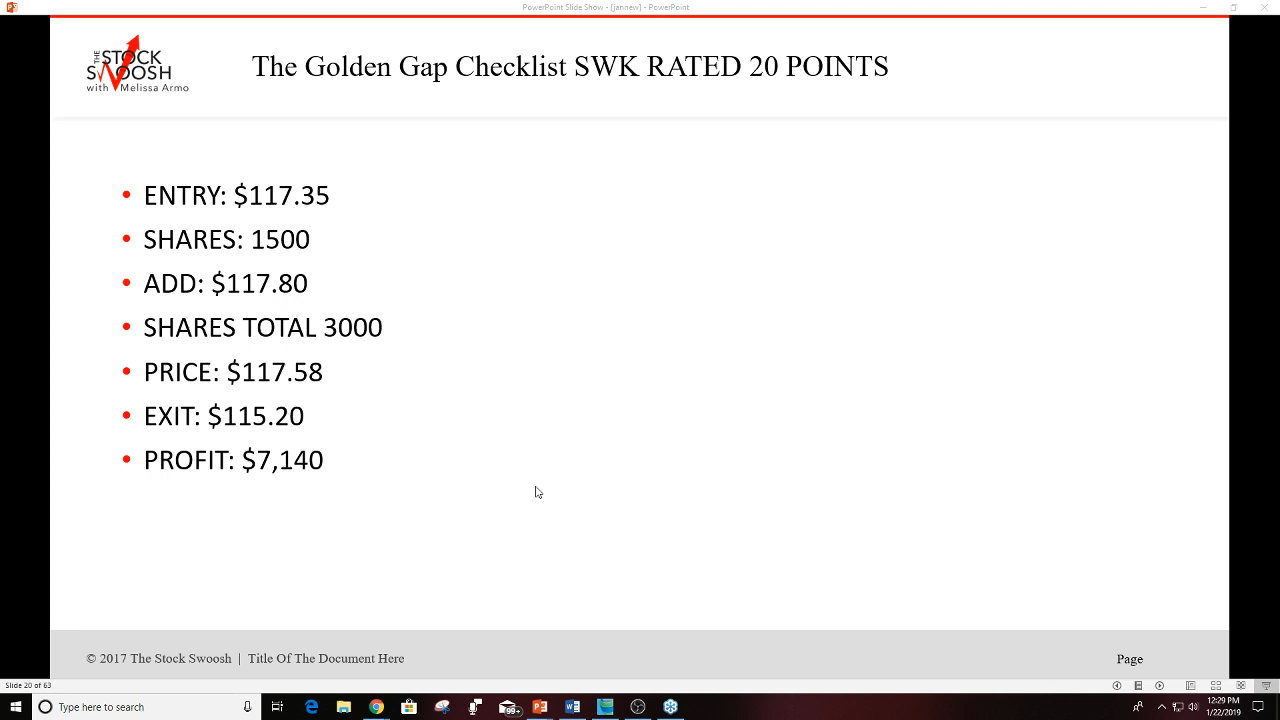 PowerPoint Slide Show - [jannew] - PowerPoint
THE STOCK
SWOOSH
with Melissa Armo
The Golden Gap Checklist SWK RATED 20 POINTS
• ENTRY: $117.35
• SHARES: 1500
• ADD: $117.80
• SHARES TOTAL 3000
• PRICE: $117.58
• EXIT: $115.20
• PROFIT: $7,140
© 2017 The Stock Swoosh | Title Of The Document Here
Page
Slide 20 of 63
Type here to search
99+
12:29 PM
1/22/2019